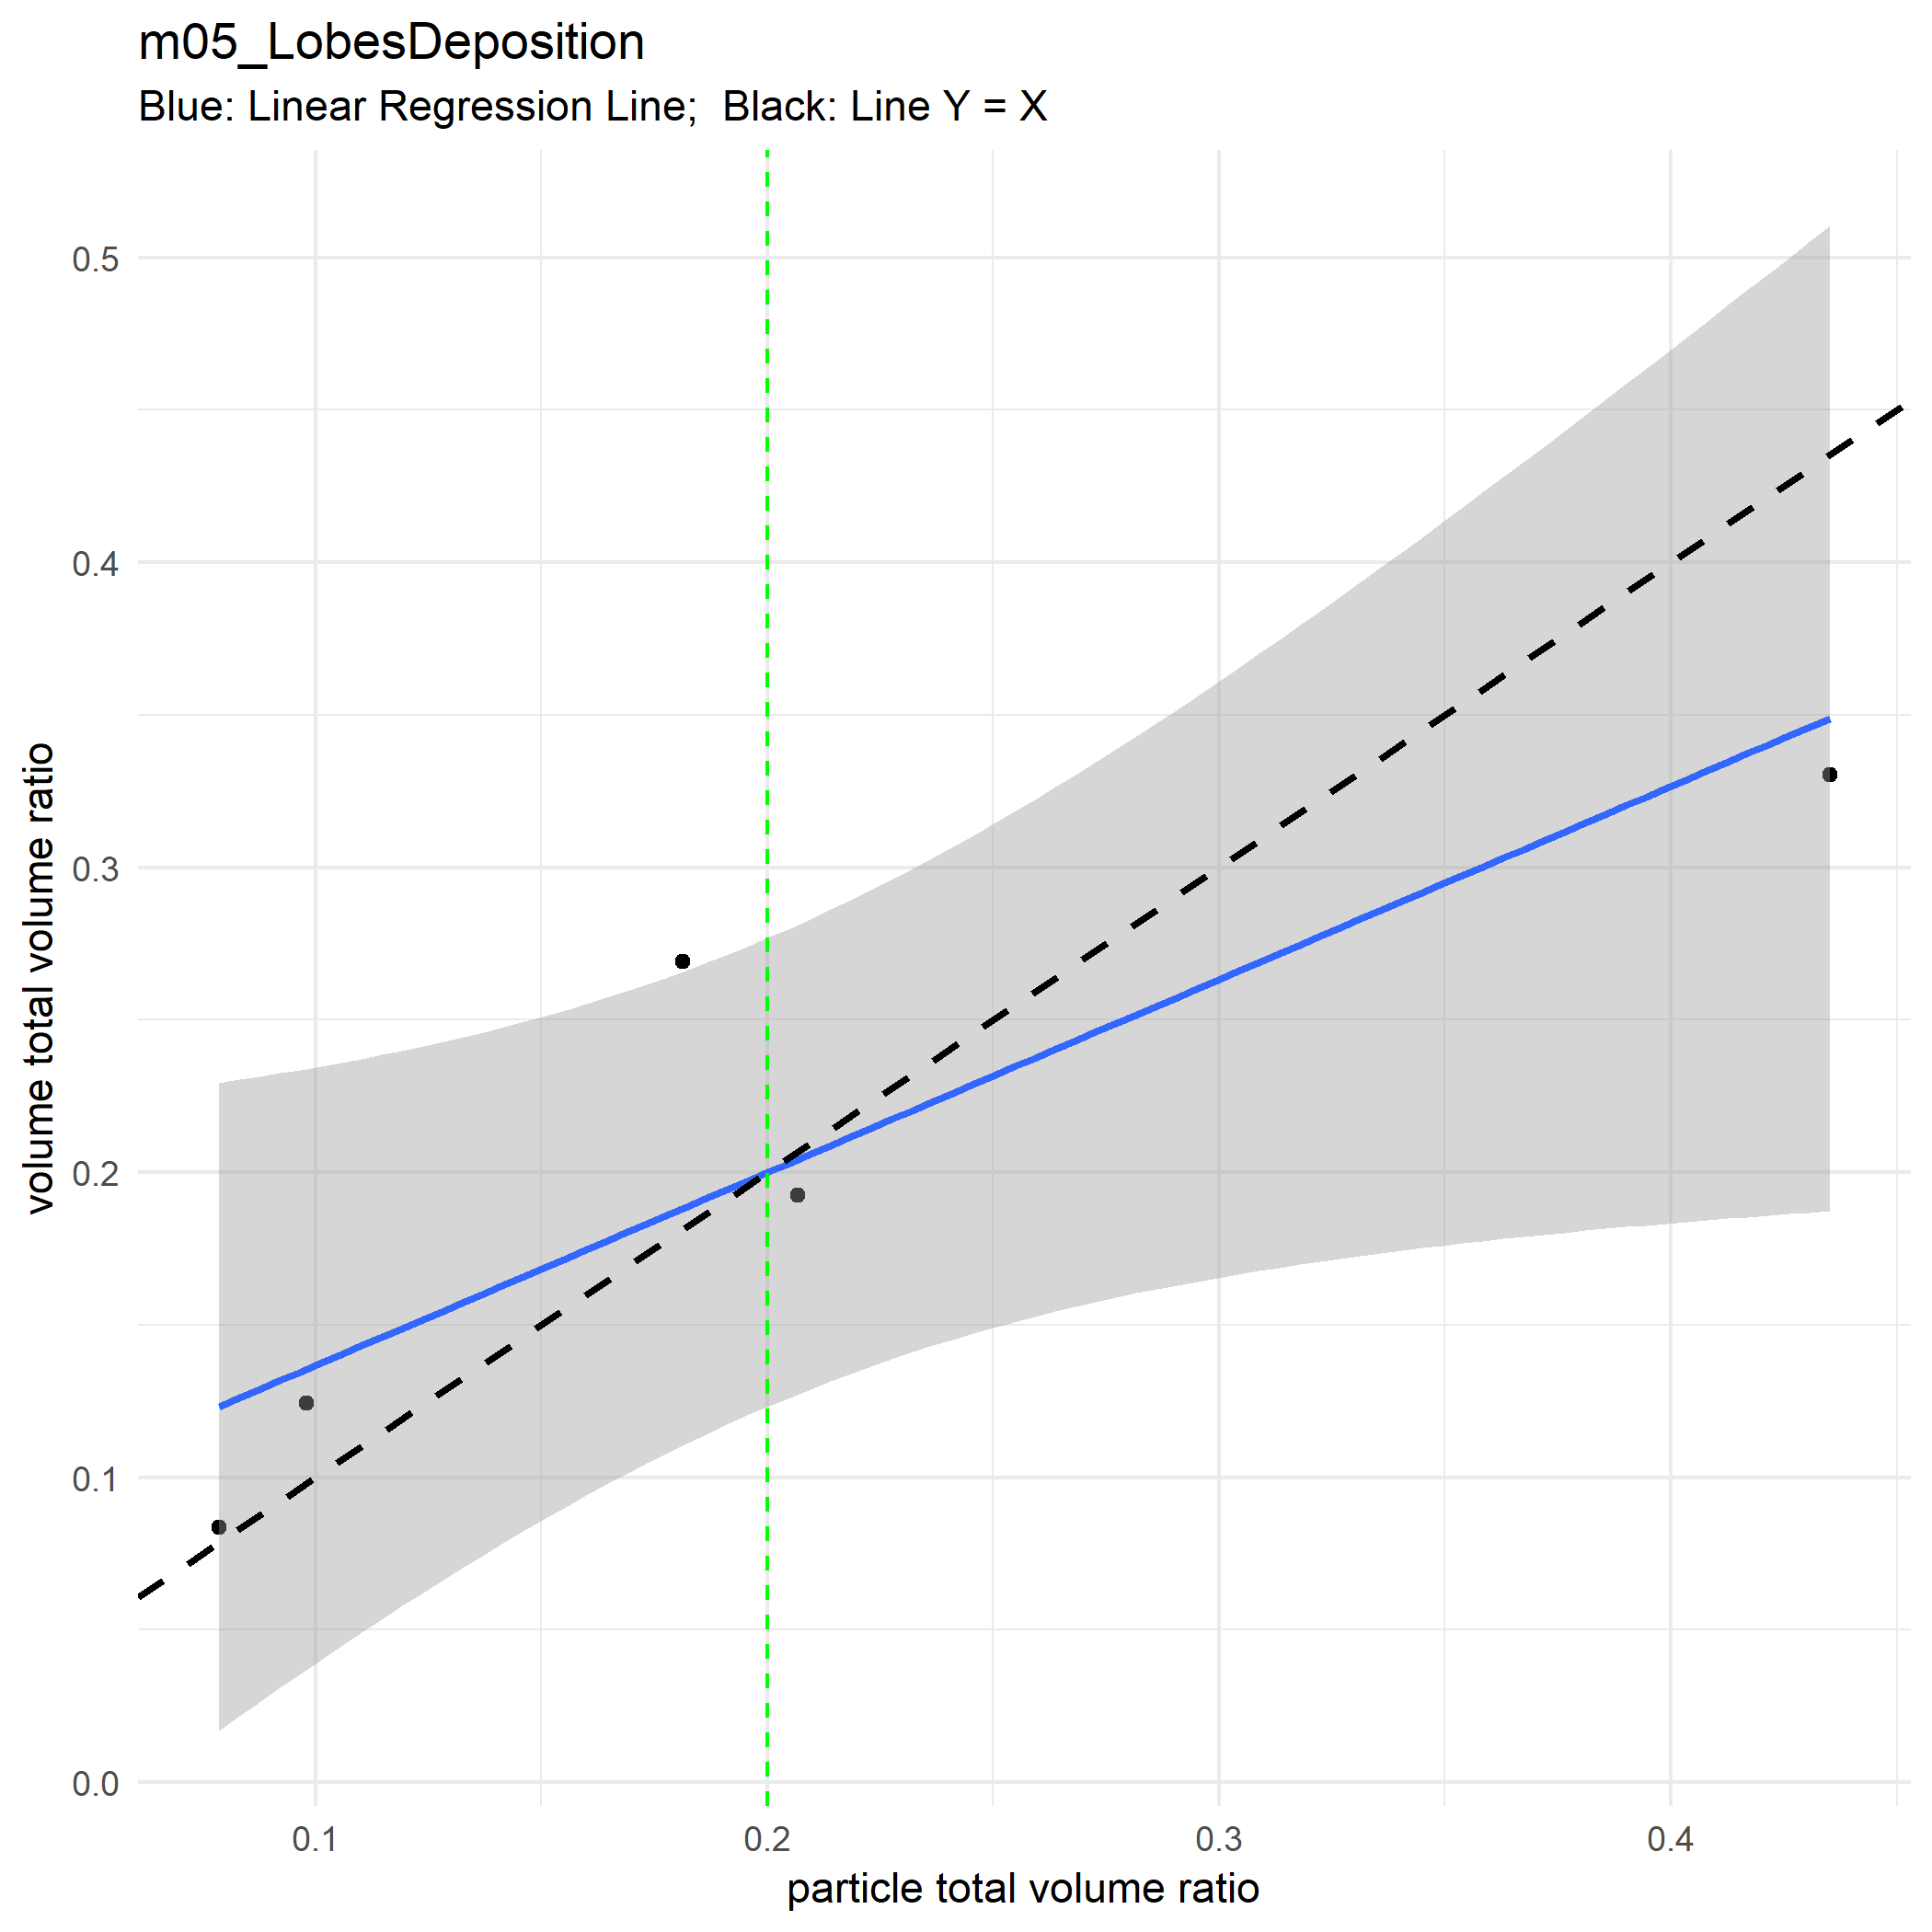 m05_LobesDeposition
Blue: Linear Regression Line;  Black: Line Y = X
volume total volume ratio
0.5
0.4
0.3
0.2
0.1
0.0
0.1
0.2
0.3
0.4
particle total volume ratio